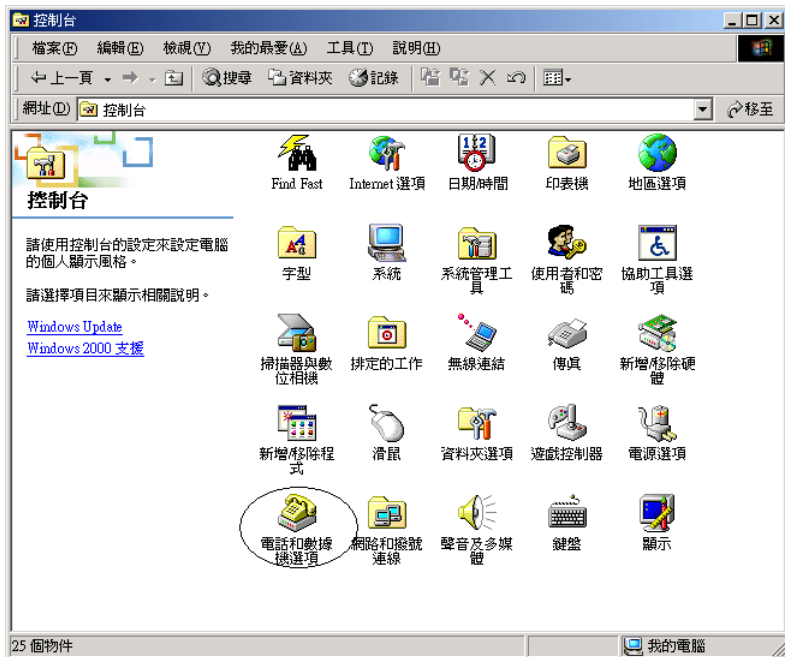 控制台
檔案(F) 編輯(E) 檢視(V) 我的最愛(A) 工具(T) 說明(H)
上一頁 搜尋 資料夾 記錄
網址(D) 控制台 移至
控制台
請使用控制台的設定來設定電腦
的個人顯示風格。
請選擇項目來顯示相關說明。
Windows Update
Windows 2000 支援
Find Fast
Internet 選項
日期/時間
印表機
地區選項
字型
系統
系統管理工
具
使用者和密
碼
協助工具選
項
掃描器與數
位相機
排定的工作
無線連結
傳真
新增/移除硬
體
新增/移除程
式
滑鼠
資料夾選項
遊戲控制器
電源選項
電話和數據
機選項
網路和撥號
連線
聲音及多媒
體
鍵盤
顯示
25 個物件
我的電腦